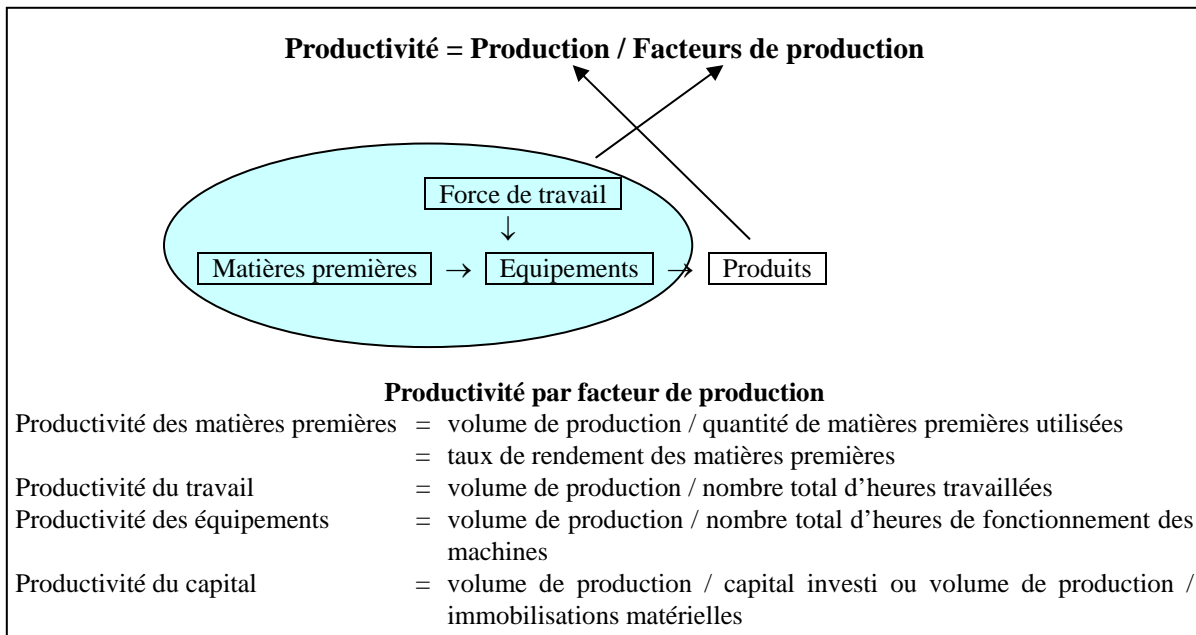 Productivité = Production / Facteurs de production
Force de travail
↓
Matières premières → Equipements → Produits
Productivité par facteur de production
Productivité des matières premières = volume de production / quantité de matières premières utilisées
= taux de rendement des matières premières
Productivité du travail = volume de production / nombre total d’heures travaillées
Productivité des équipements = volume de production / nombre total d’heures de fonctionnement des
machines
Productivité du capital = volume de production / capital investi ou volume de production /
immobilisations matérielles